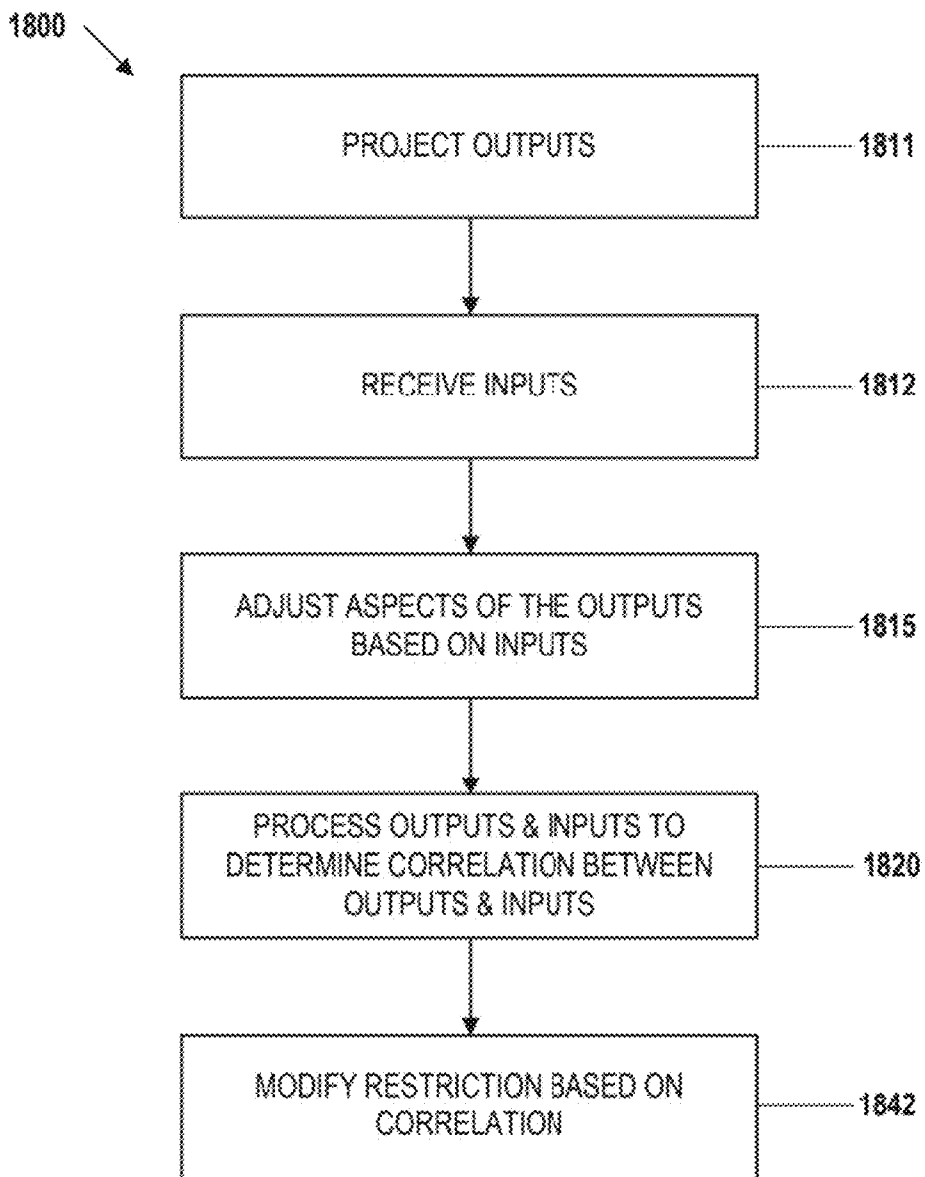 1800
PROJECT OUTPUTS
1811
RECEIVE INPUTS
1812
ADJUST ASPECTS OF THE OUTPUTS
BASED ON INPUTS
1815
PROCESS OUTPUTS & INPUTS TO
DETERMINE CORRELATION BETWEEN
OUTPUTS & INPUTS
1820
MODIFY RESTRICTION BASED ON
CORRELATION
1842